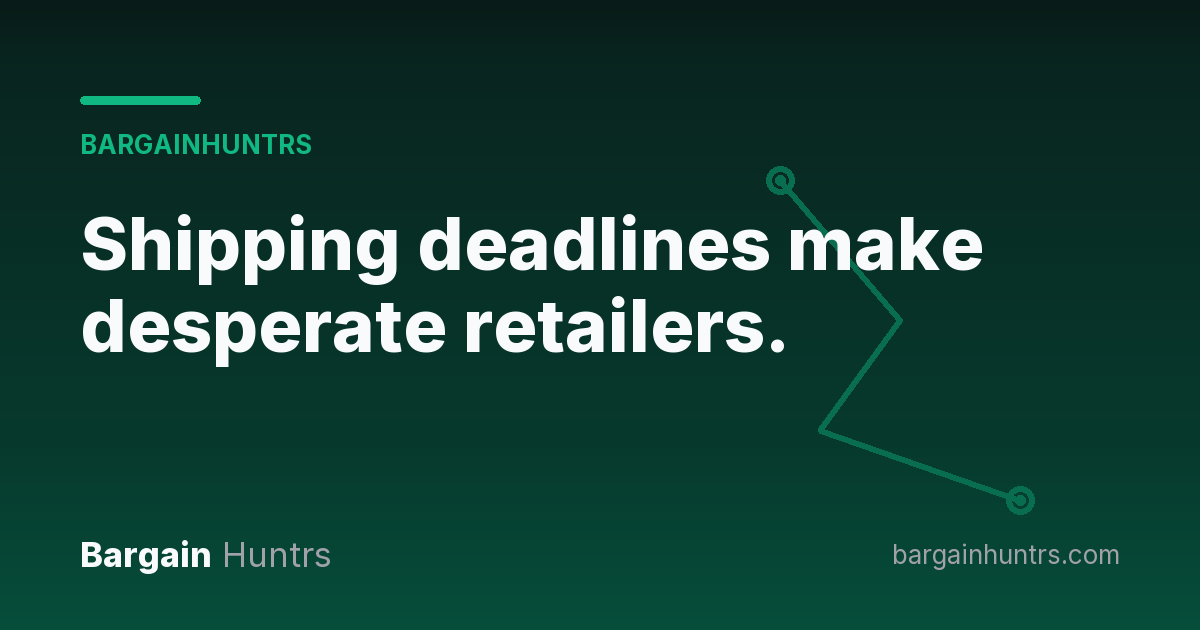 BARGAINHUNTRS
Shipping deadlines make
desperate retailers.
Bargain Huntrs
bargainhuntrs.com